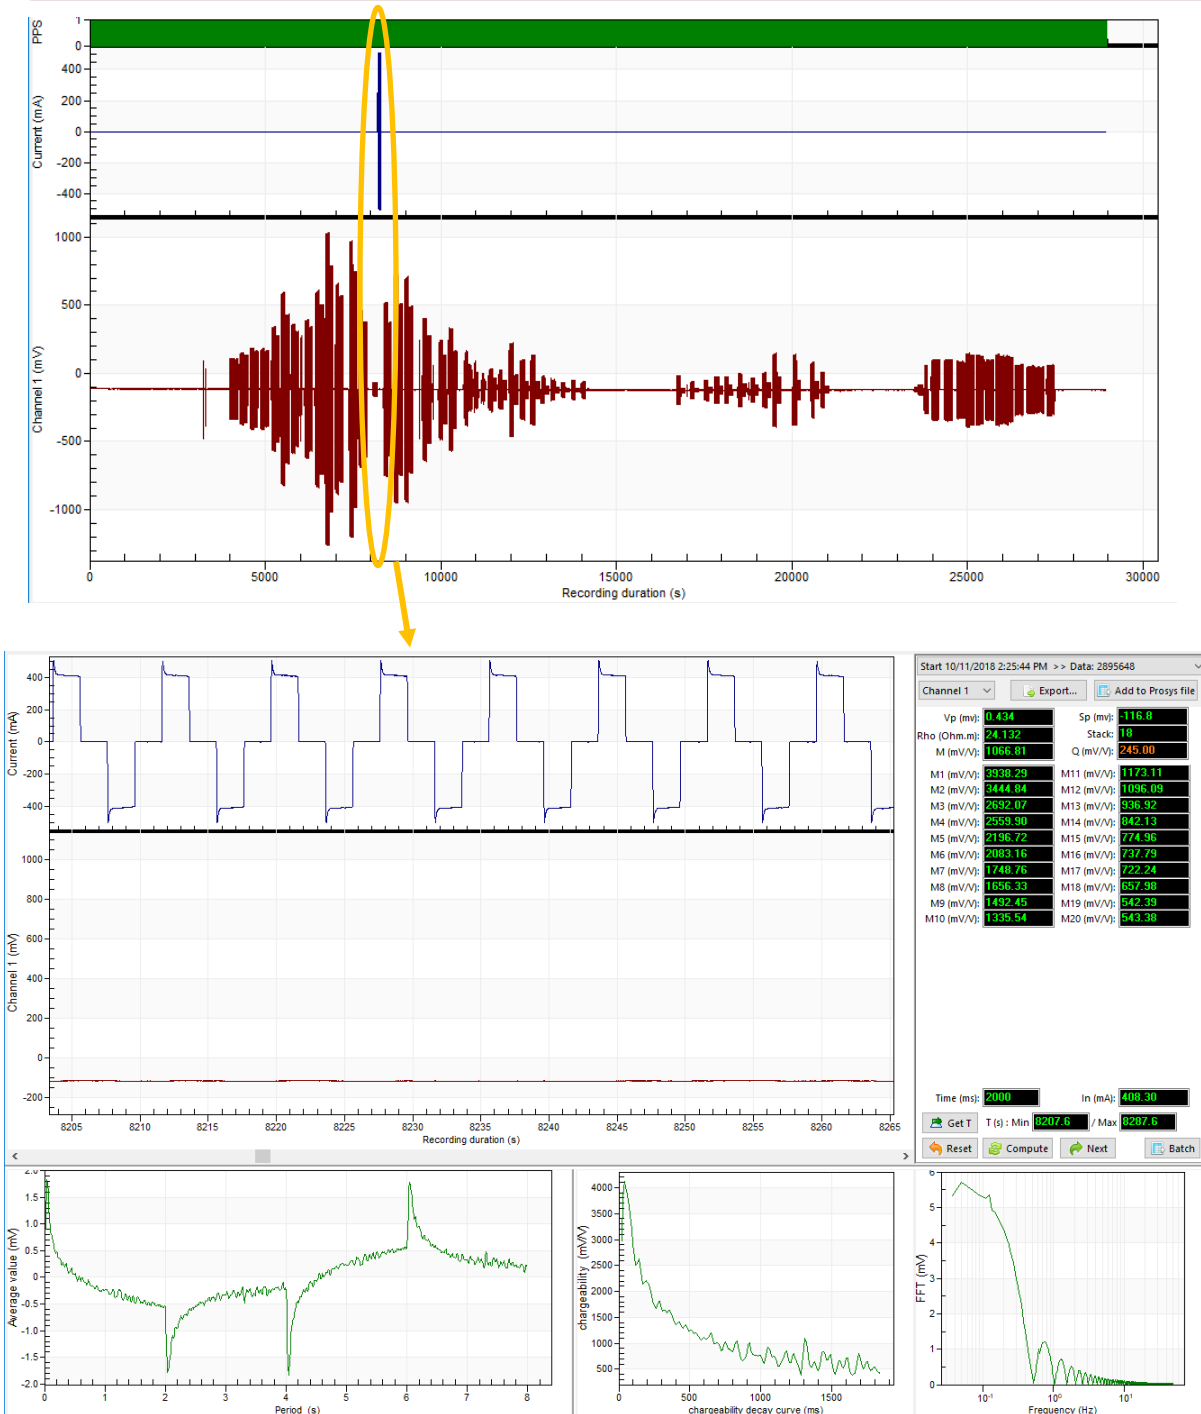 PPS
1
0
Current (mA)
400
200
0
-200
-400
Channel 1 (mV)
1000
500
0
-500
-1000
0 5000 10000 15000 20000 25000 30000
Recording duration (s)
Current (mA)
400
200
0
-200
-400
Channel 1 (mV)
1000
800
600
400
200
0
-200
8205 8210 8215 8220 8225 8230 8235 8240 8245 8250 8255 8260 8265
Recording duration (s)
Start 10/11/2018 2:25:44 PM >> Data: 2895648
Channel 1 Export... Add to Prosys file
Vp (mv): 0.434 Sp (mv): -116.8
Rho (Ohm.m): 24.132 Stack: 18
M (mV/V): 1066.81 Q (mV/V): 245.00
M1 (mV/V): 3938.29 M11 (mV/V): 1173.11
M2 (mV/V): 3444.84 M12 (mV/V): 1096.09
M3 (mV/V): 2692.07 M13 (mV/V): 936.92
M4 (mV/V): 2559.90 M14 (mV/V): 842.13
M5 (mV/V): 2196.72 M15 (mV/V): 774.96
M6 (mV/V): 2083.16 M16 (mV/V): 737.79
M7 (mV/V): 1748.76 M17 (mV/V): 722.24
M8 (mV/V): 1656.33 M18 (mV/V): 657.98
M9 (mV/V): 1492.45 M19 (mV/V): 542.39
M10 (mV/V): 1335.54 M20 (mV/V): 543.38
Time (ms): 2000 In (mA): 408.30
Get T T (s) : Min 8207.6 / Max 8287.6
Reset Compute Next Batch
Average value (mV)
2.0
1.5
1.0
0.5
0
-0.5
-1.0
-1.5
-2.0
0 1 2 3 4 5 6 7 8
Period (s)
chargeability (mV/V)
4000
3500
3000
2500
2000
1500
1000
500
0 500 1000 1500
chargeability decay curve (ms)
FFT (mV)
6
5
4
3
2
1
0
10⁻¹ 10⁰ 10¹
Frequency (Hz)